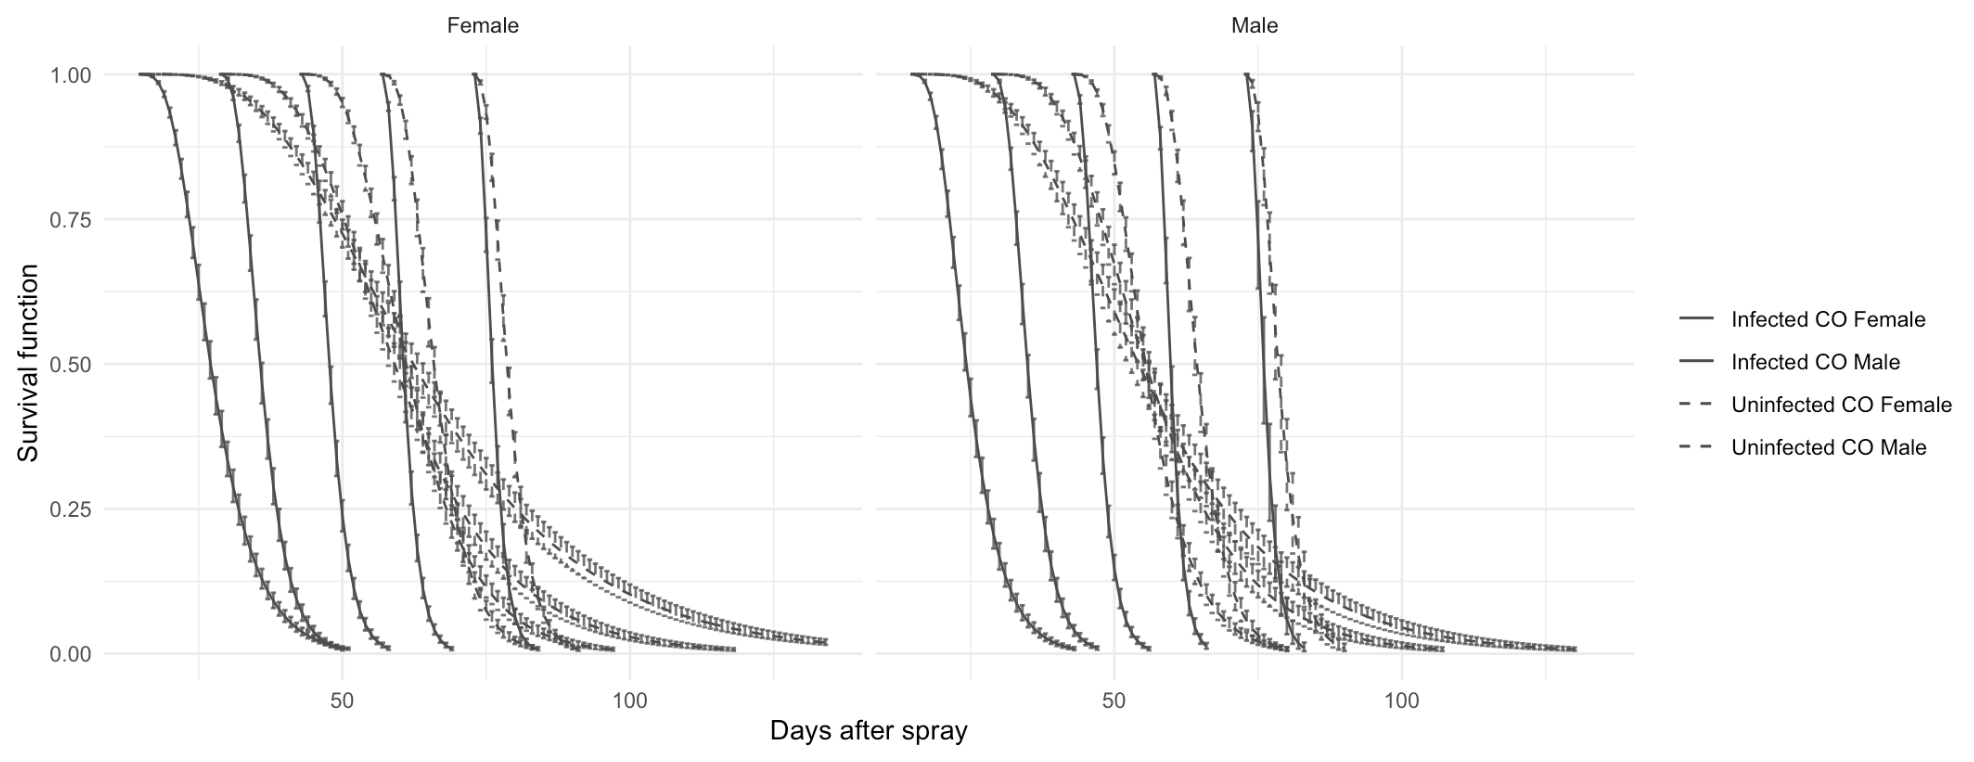 Female
Male
1.00
0.75
0.50
0.25
0.00
Survival function
50
100
50
100
Days after spray
Infected CO Female
Infected CO Male
Uninfected CO Female
Uninfected CO Male